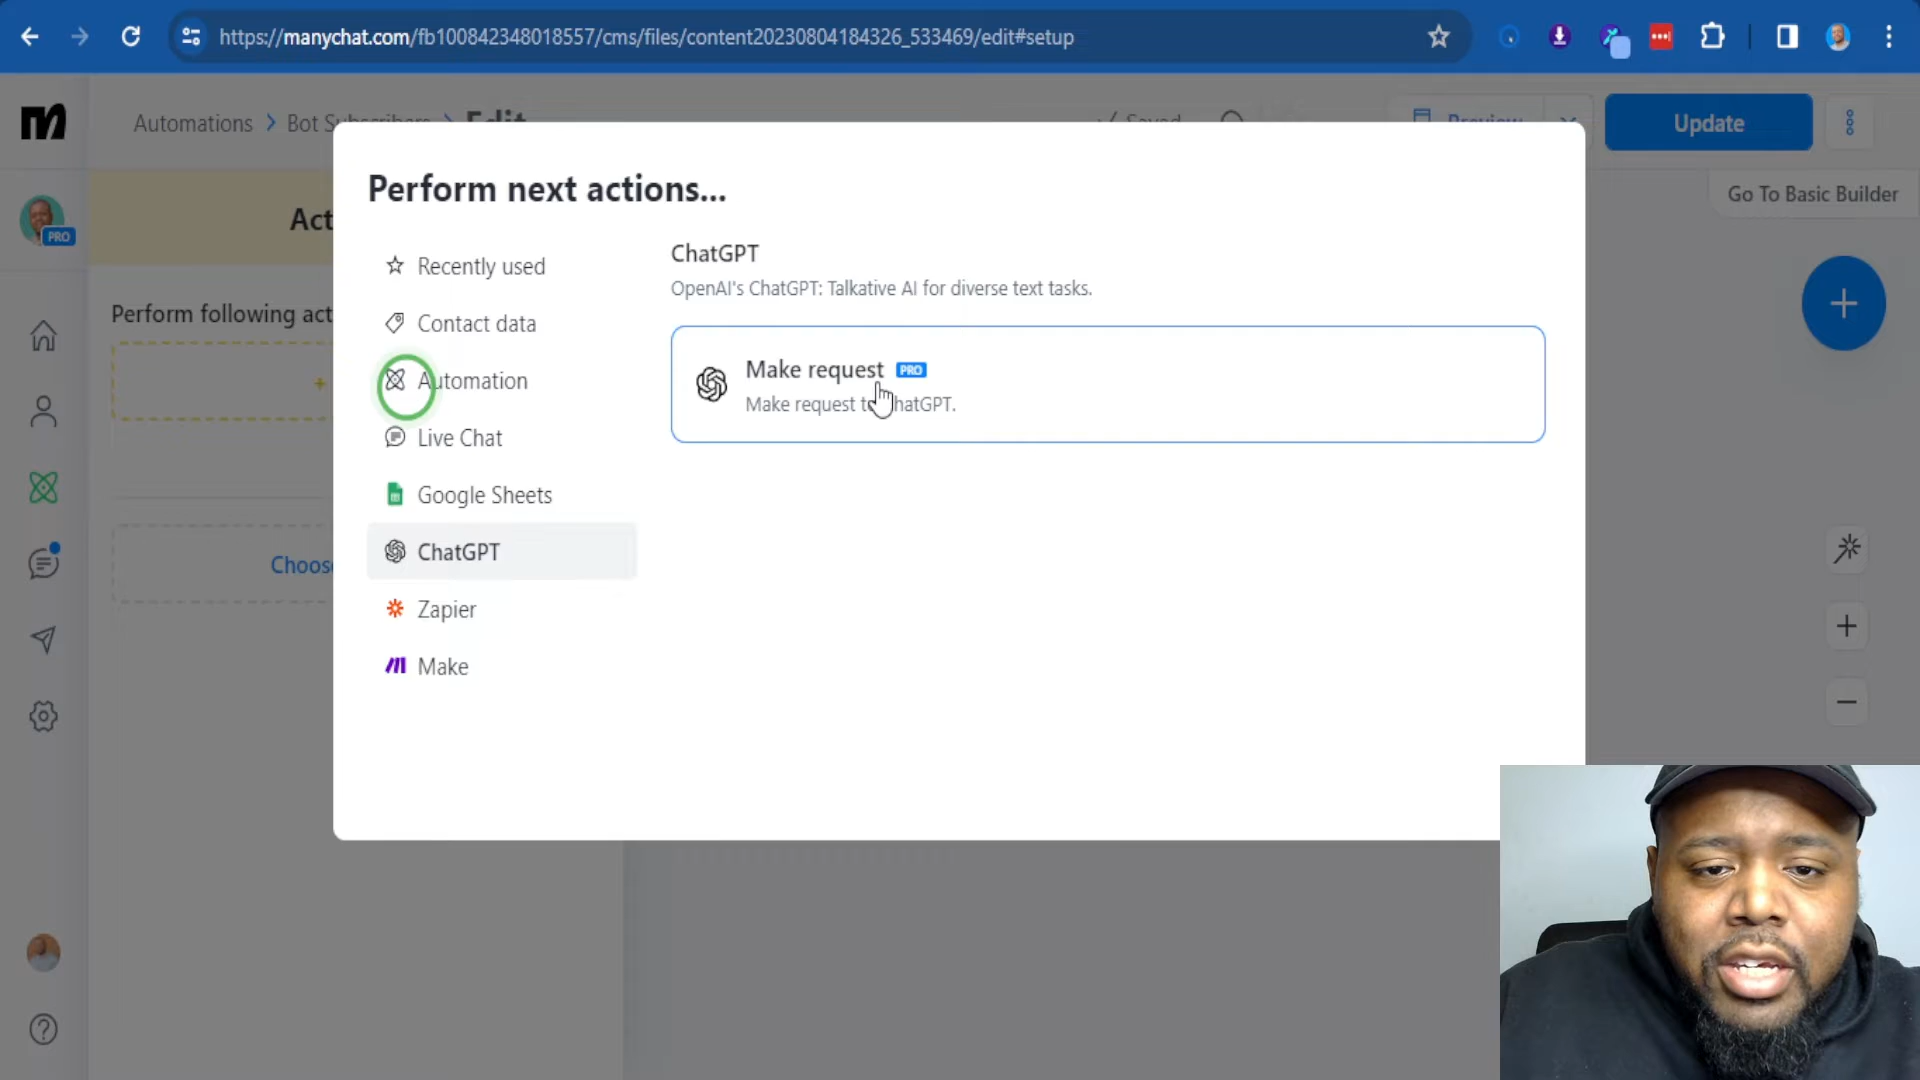 https://manychat.com/fb100842348018557/cms/files/content20230804184326_533469/edit#setup
Automations > Bot Subscribers > Edit
Saved
Preview
Update
Go To Basic Builder
PRO
Act
Perform following act
+
Choos
Perform next actions...
Recently used
Contact data
Automation
Live Chat
Google Sheets
ChatGPT
Zapier
Make
ChatGPT
OpenAI's ChatGPT: Talkative AI for diverse text tasks.
Make request PRO
Make request to ChatGPT.